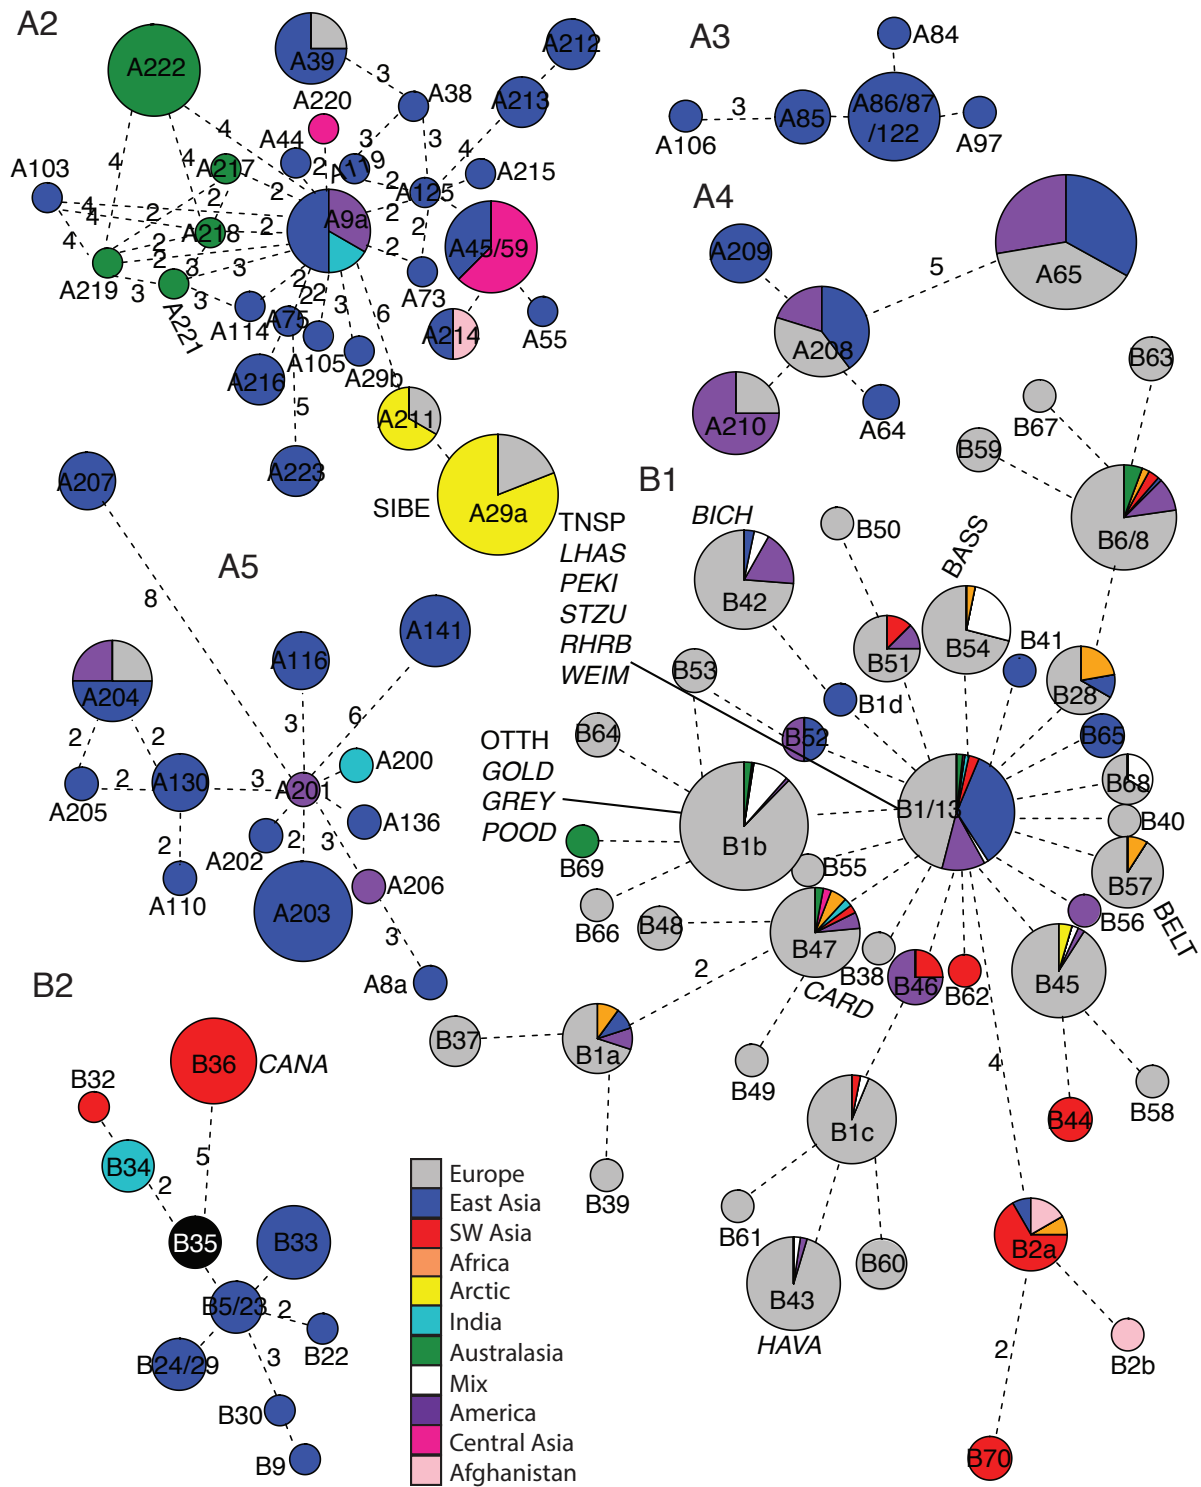 A2
A222
A39
A212
3
A220
A38
A213
4
A44
3
4
4
A217
2
A119
4
A215
A103
2
2
A125
4
4
2
2
A9a
2
A218
2
A45/59
4
2
2
2
A219
3
3
A73
3
3
2
A221
A114
2
2
3
6
A75
A105
A29b
A214
A55
A216
5
A211
A223
SIBE
A29a
A3
A84
A86/87
/122
3
A85
A106
A97
A4
A209
5
A65
A208
A210
A64
A5
A207
8
A141
A116
A204
3
6
2
2
A200
A205
2
A130
3
A201
A136
2
A202
2
3
A110
A203
A206
3
A8a
B1
B63
B67
B59
B6/8
TNSP
LHAS
PEKI
STZU
RHRB
WEIM
BICH
B42
B50
BASS
B54
B51
B41
B28
B53
B1d
B52
B65
B64
B68
OTTH
GOLD
GREY
POOD
B1/13
B40
B1b
B69
B55
B57
BELT
B66
B48
B47
B56
CARD
B38
B46
B62
B45
2
B37
B1a
4
B49
B58
B1c
B44
B39
B61
B60
B43
HAVA
B2a
B2b
2
B70
B2
B36
CANA
B32
B34
5
2
B35
B33
B5/23
2
B22
B24/29
3
B30
B9
Europe
East Asia
SW Asia
Africa
Arctic
India
Australasia
Mix
America
Central Asia
Afghanistan